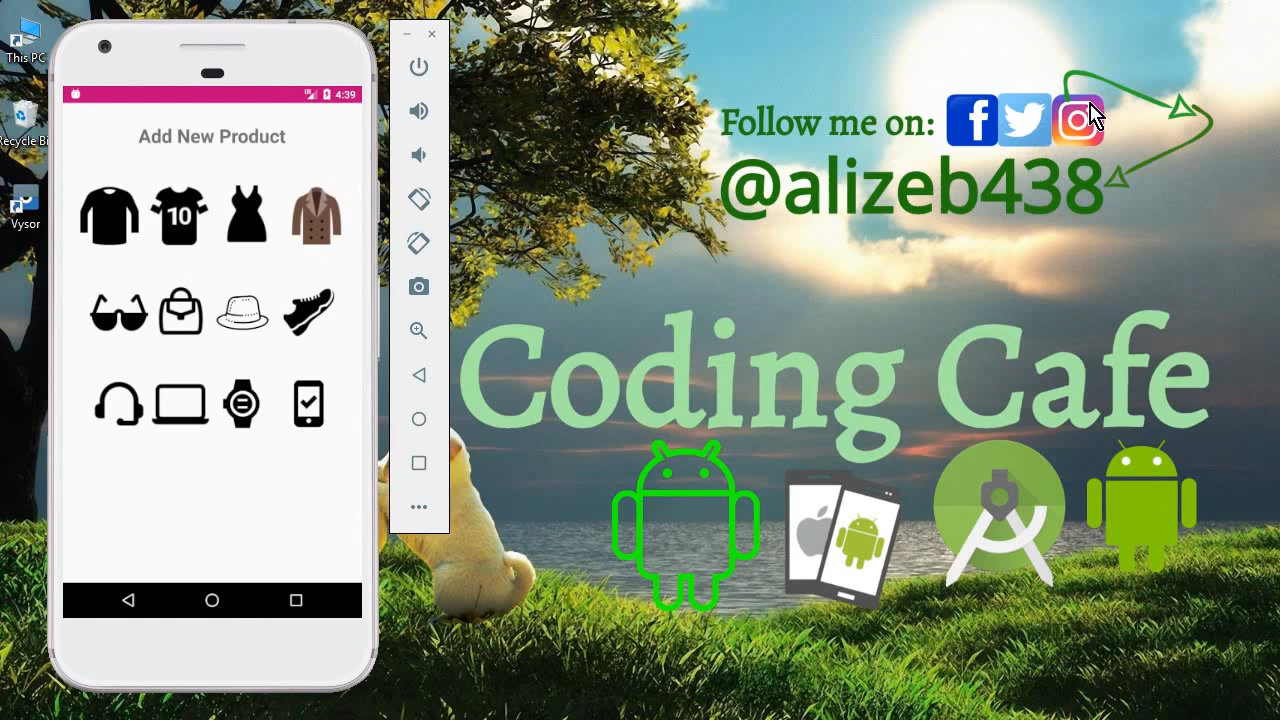 This PC
Recycle Bi
Vysor
4:39
Add New Product
10
Follow me on:
@alizeb438
Coding Cafe